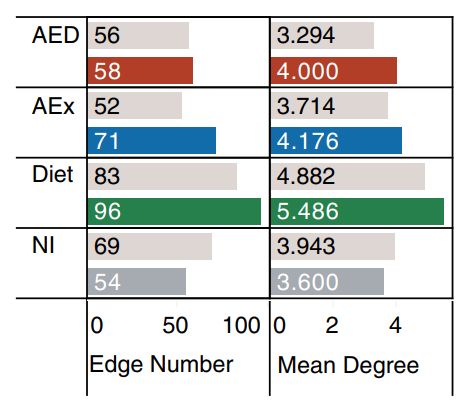 AED 56 3.294
58 4.000
AEx 52 3.714
71 4.176
Diet 83 4.882
96 5.486
NI 69 3.943
54 3.600
0 50 100 0 2 4
Edge Number Mean Degree